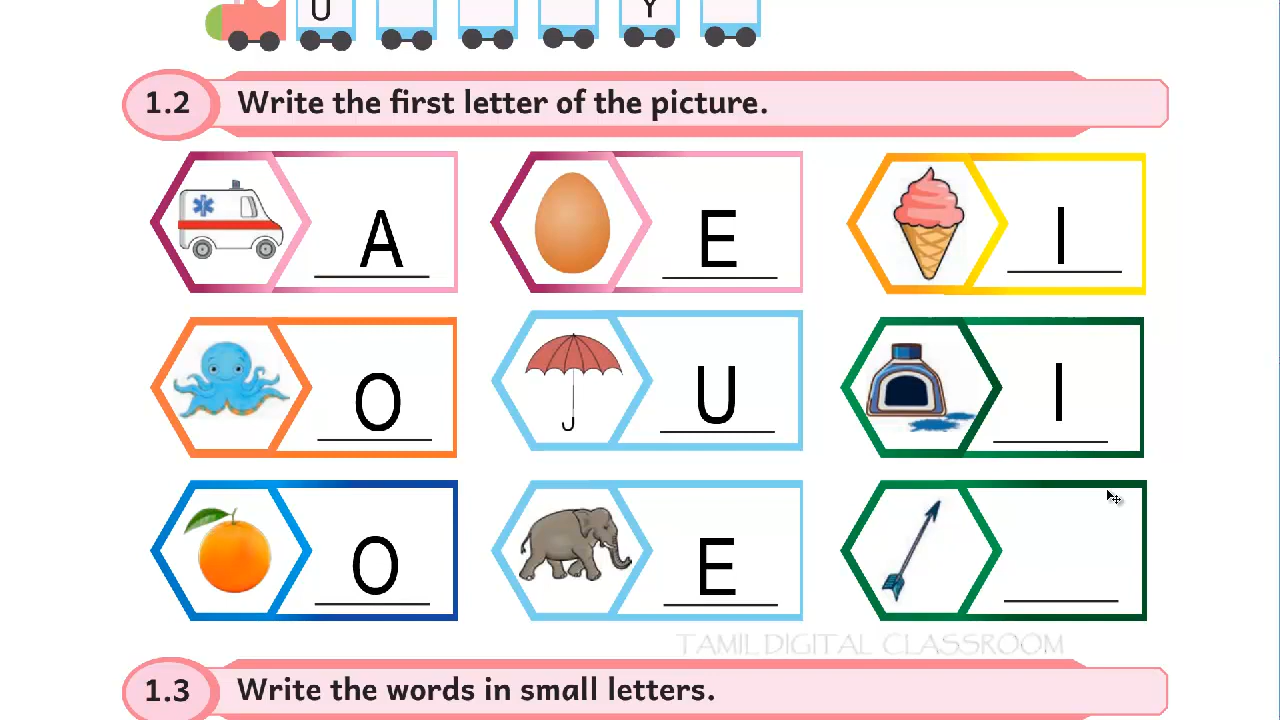 U Y
1.2 Write the first letter of the picture.
A E I
O U I
O E
TAMIL DIGITAL CLASSROOM
1.3 Write the words in small letters.